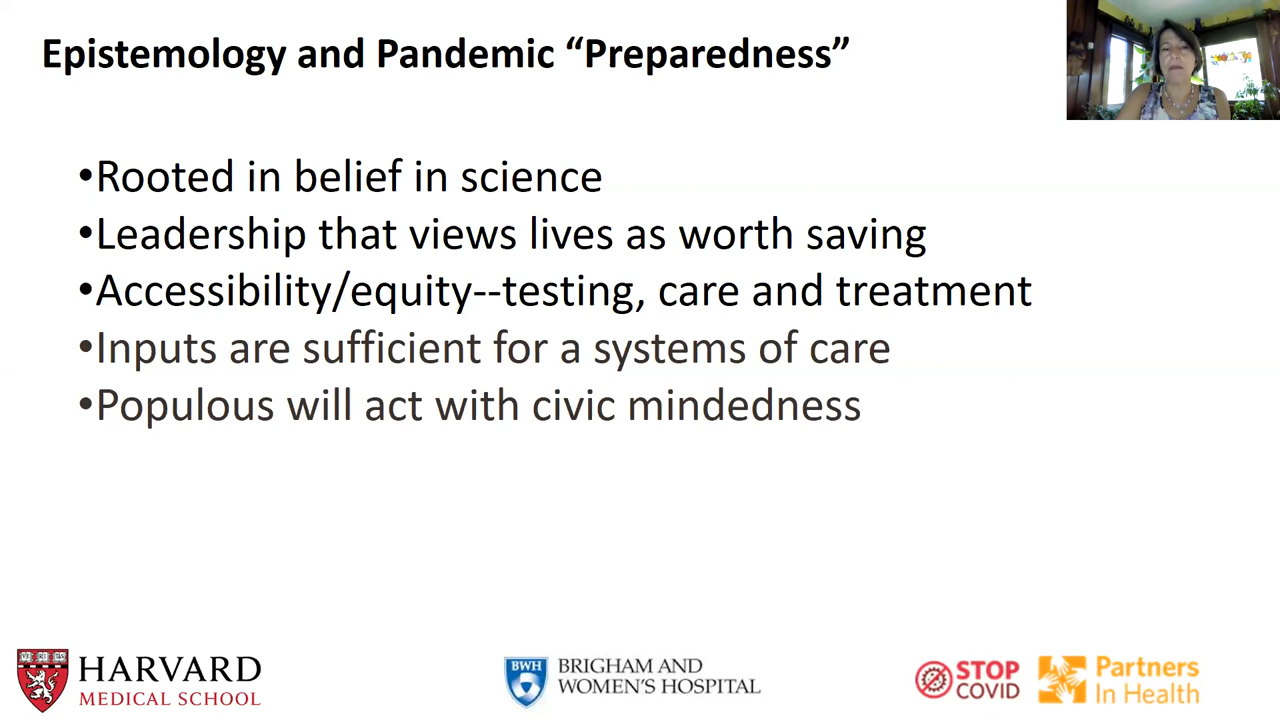 Epistemology and Pandemic “Preparedness”
•Rooted in belief in science
•Leadership that views lives as worth saving
•Accessibility/equity--testing, care and treatment
•Inputs are sufficient for a systems of care
•Populous will act with civic mindedness
HARVARD
MEDICAL SCHOOL
BWH
BRIGHAM AND
WOMEN'S HOSPITAL
STOP
COVID
Partners
In Health